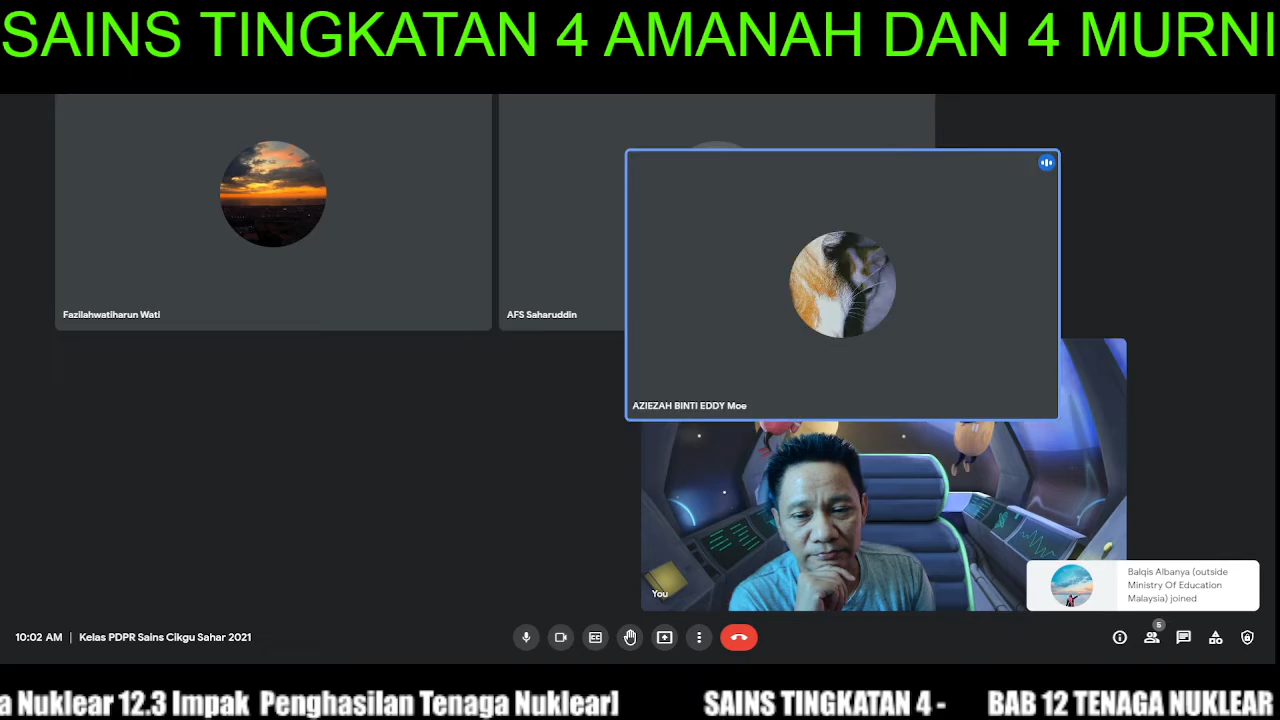 SAINS TINGKATAN 4 AMANAH DAN 4 MURNI
Fazilahwatiharun Wati
AFS Saharuddin
AZIEZAH BINTI EDDY Moe
You
Balqis Albanya (outside
Ministry Of Education
Malaysia) joined
10:02 AM | Kelas PDPR Sains Cikgu Sahar 2021
5
a Nuklear 12.3 Impak Penghasilan Tenaga Nuklear] SAINS TINGKATAN 4 - BAB 12 TENAGA NUKLEAR